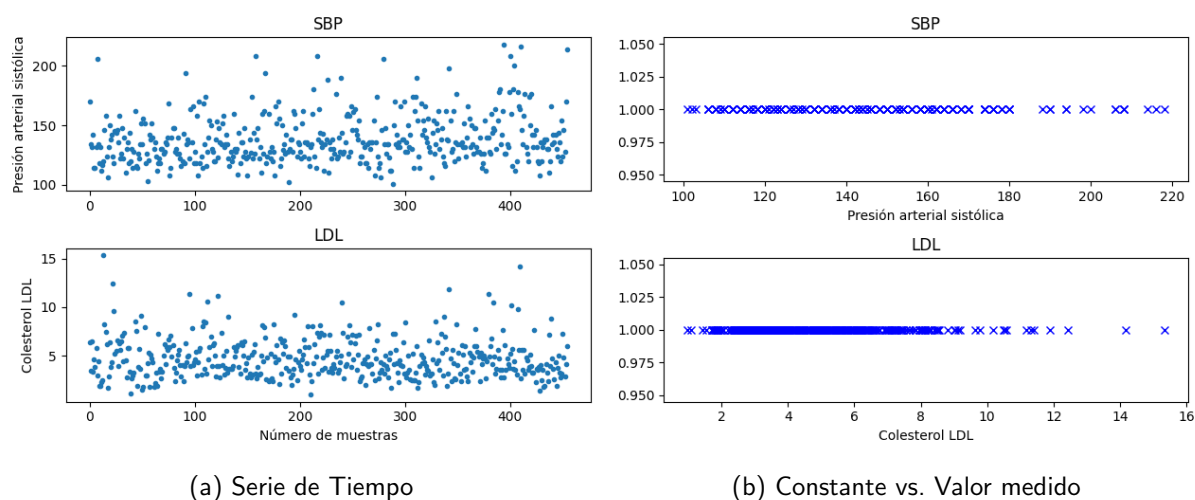 SBP
Presión arterial sistólica
200
150
100
0 100 200 300 400
LDL
Colesterol LDL
15
10
5
0 100 200 300 400
Número de muestras
(a) Serie de Tiempo
SBP
1.050
1.025
1.000
0.975
0.950
100 120 140 160 180 200 220
Presión arterial sistólica
LDL
1.050
1.025
1.000
0.975
0.950
2 4 6 8 10 12 14 16
Colesterol LDL
(b) Constante vs. Valor medido